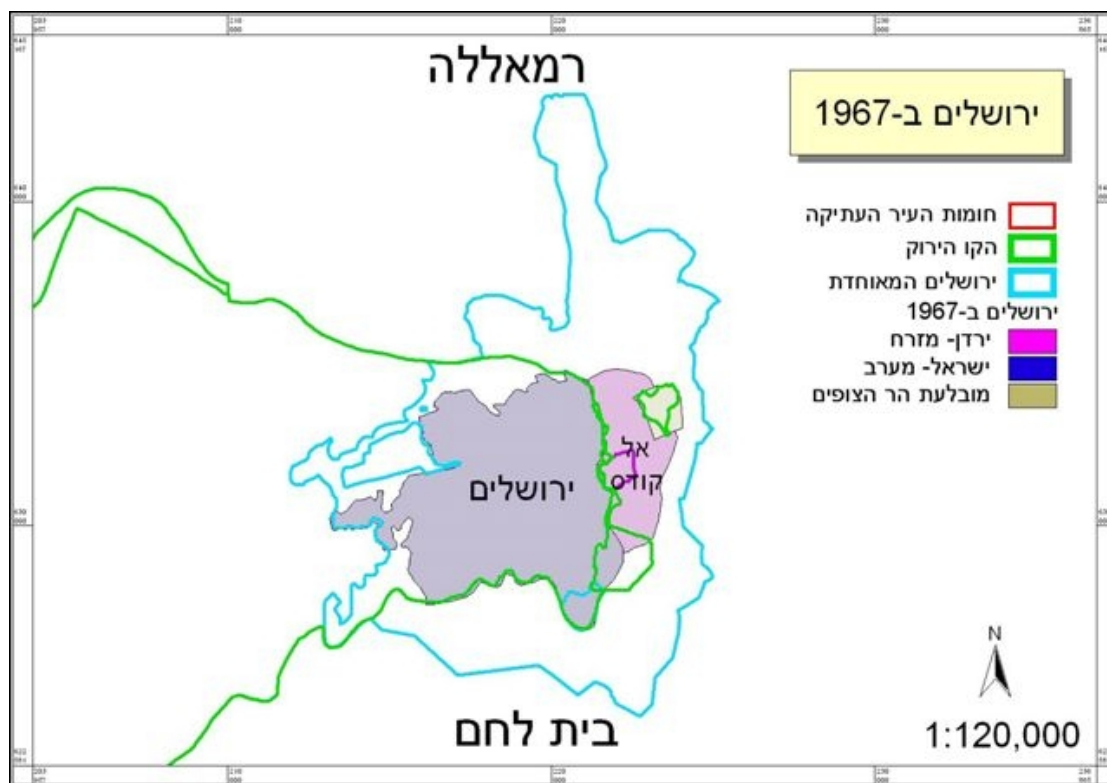 רמאללה
ירושלים ב-1967
חומות העיר העתיקה
הקו הירוק
ירושלים המאוחדת
ירושלים ב-1967
ירדן- מזרח
ישראל- מערב
מובלעת הר הצופים
אל
קודס
ירושלים
בית לחם
N
1:120,000